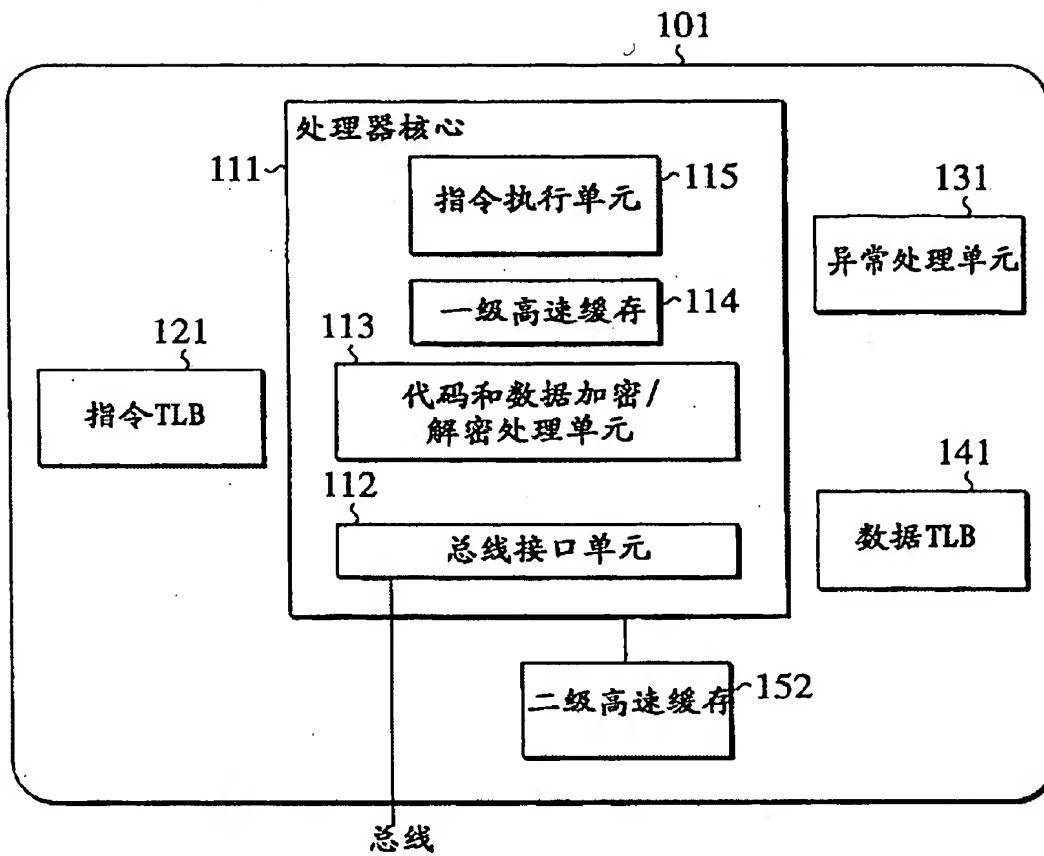 101
处理器核心
111
指令执行单元
115
131
异常处理单元
一级高速缓存
114
113
121
指令TLB
代码和数据加密/
解密处理单元
112
141
总线接口单元
数据TLB
二级高速缓存
152
总线